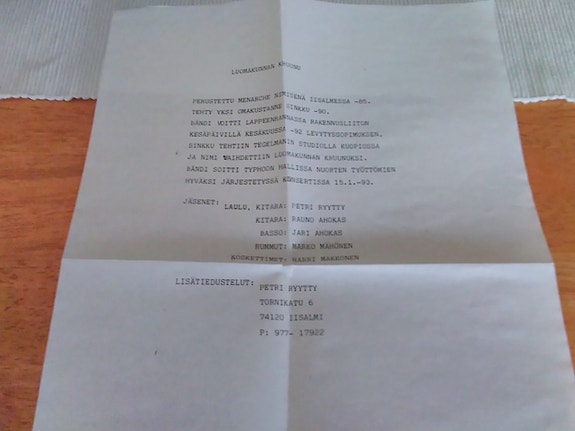 LUOMAKUNNAN KRUUNU
PERUSTETTU MENARCHE NIMISENÄ IISALMESSA -85.
TEHTY YKSI OMAKUSTANNE SINKKU -90.
BÄNDI VOITTI LAPPEENRANNASSA RAKENNUSLIITON
KESÄPÄIVILLÄ KESÄKUUSSA -92 LEVYTYSSOPIMUKSEN.
SINKKU TEHTIIN TEGELMANIN STUDIOLLA KUOPIOSSA
JA NIMI VAIHDETTIIN LUOMAKUNNAN KRUUNUKSI.
BÄNDI SOITTI TYPHOON HALLISSA NUORTEN TYÖTTÖMIEN
HYVÄKSI JÄRJESTETYSSÄ KONSERTISSA 15.1.-93.
JÄSENET: LAULU, KITARA: PETRI RYYTTY
KITARA: RAUNO AHOKAS
BASSO: JARI AHOKAS
RUMMUT: MARKO MÄHÖNEN
KOSKETTIMET: HARRI MAKKONEN
LISÄTIEDUSTELUT: PETRI RYYTTY
TORNIKATU 6
74120 IISALMI
P: 977- 17922